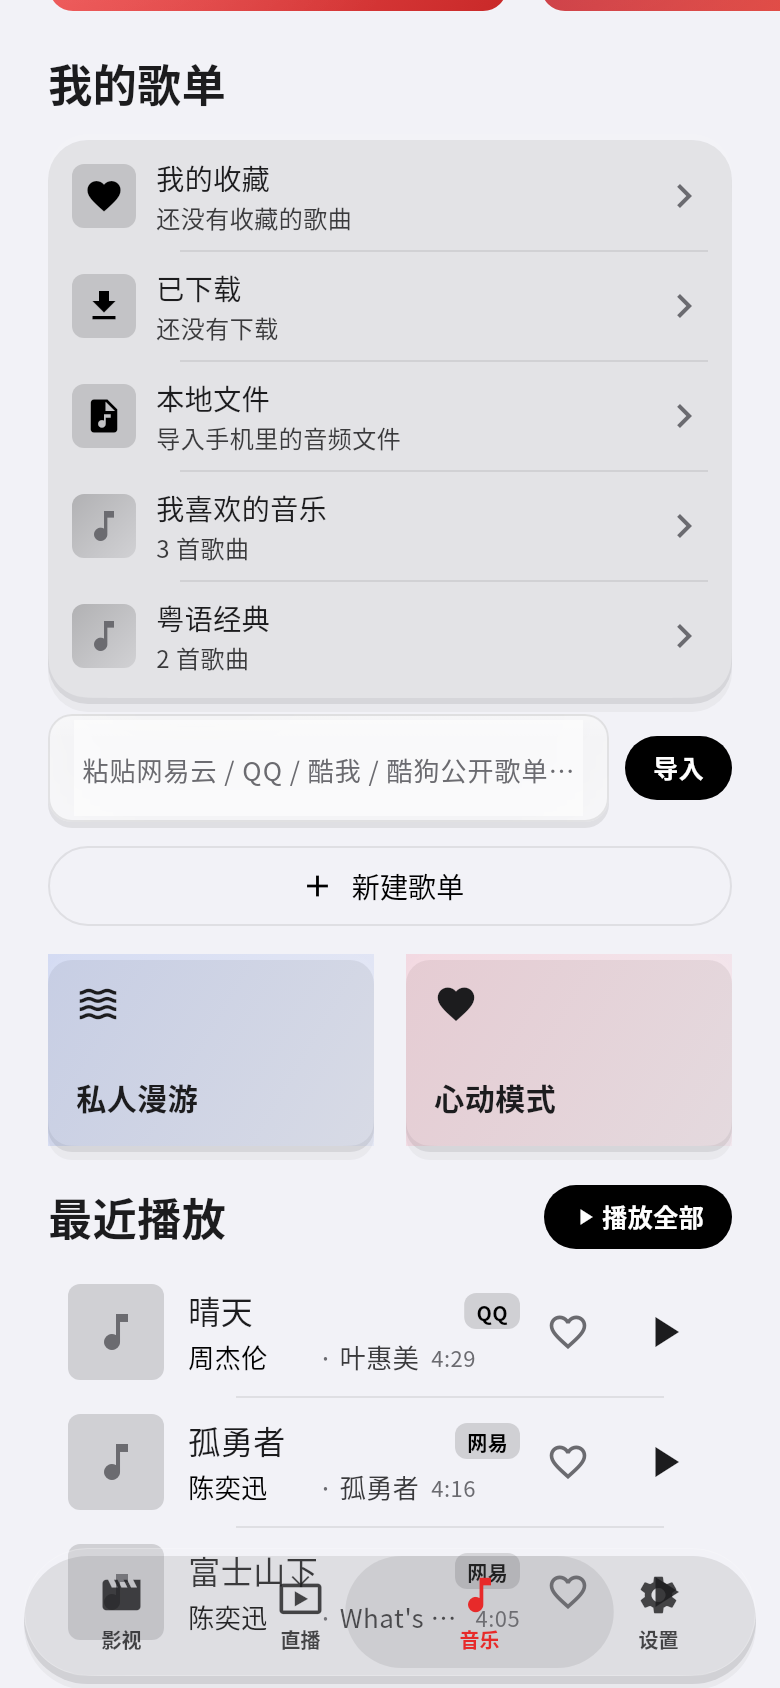 我的歌单
我的收藏
还没有收藏的歌曲
已下载
还没有下载
本地文件
导入手机里的音频文件
我喜欢的音乐
3 首歌曲
粤语经典
2 首歌曲
粘贴网易云 / QQ / 酷我 / 酷狗公开歌单…
导入
新建歌单
私人漫游
心动模式
最近播放
播放全部
晴天
QQ
周杰伦 · 叶惠美 4:29
孤勇者
网易
陈奕迅 · 孤勇者 4:16
富士山下
网易
陈奕迅 · What's … 4:05
影视
直播
音乐
设置